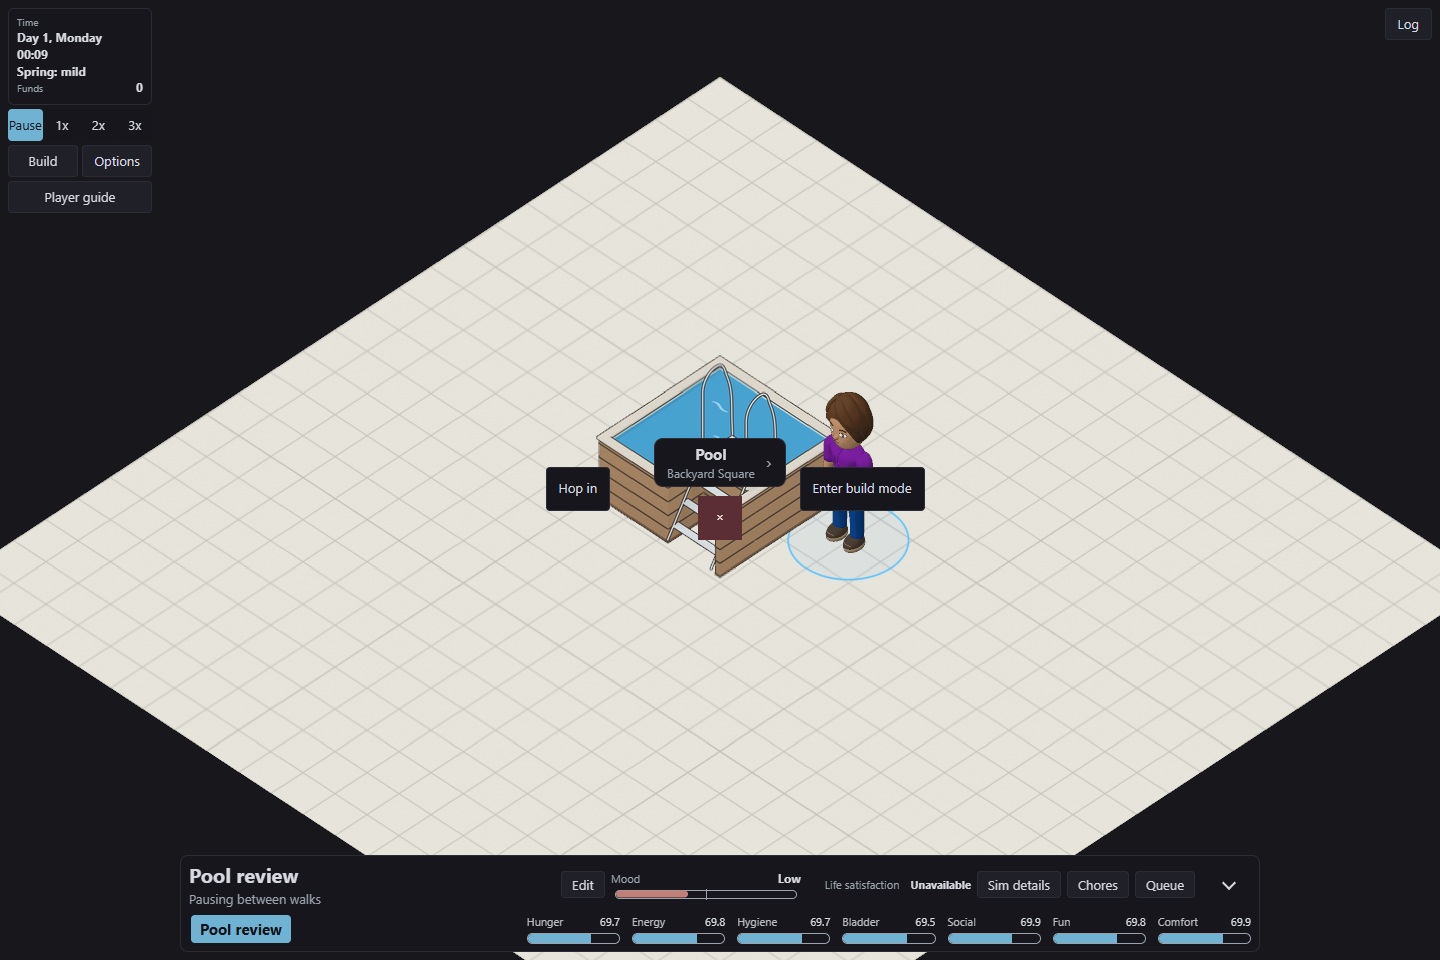 Time
Day 1, Monday
00:09
Spring: mild
Funds 0
Pause 1x 2x 3x
Build Options
Player guide
Log
Pool
Backyard Square ›
Hop in
Enter build mode
×
Pool review
Pausing between walks
Pool review
Edit Mood Low Life satisfaction Unavailable Sim details Chores Queue
Hunger 69.7 Energy 69.8 Hygiene 69.7 Bladder 69.5 Social 69.9 Fun 69.8 Comfort 69.9